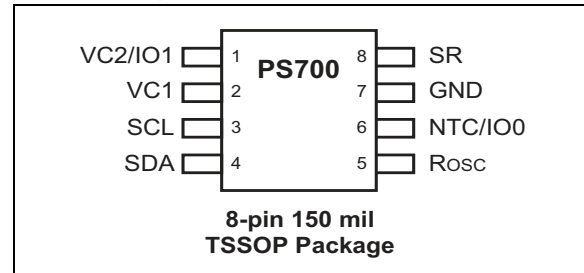 VC2/IO1 1 PS700 8 SR
VC1 2 7 GND
SCL 3 6 NTC/IO0
SDA 4 5 ROSC
8-pin 150 mil
TSSOP Package